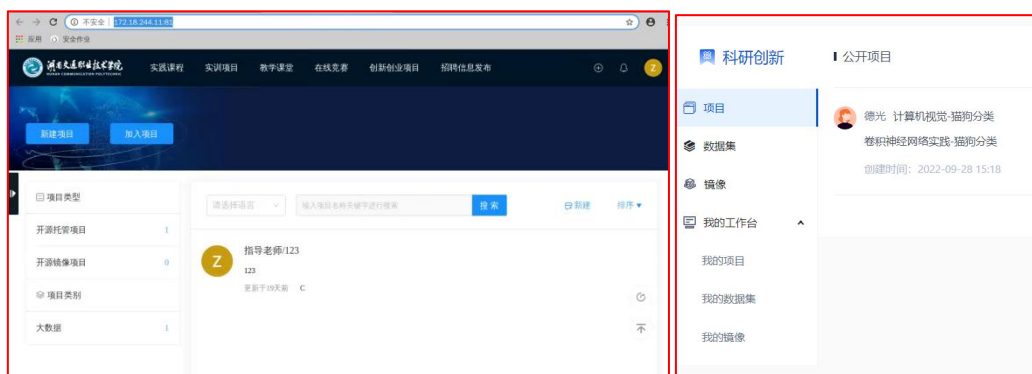 不安全 172.18.244.11:81
应用 安全作业
湖南交通职业技术学院 实践课程 实训项目 教学课堂 在线竞赛 创新创业项目 招聘信息发布 Z
HUNAN COMMUNICATION POLYTECHNIC
新建项目 加入项目
项目类型
请选择语言 输入项目名称关键字进行搜索 搜索 新建 排序
开源托管项目 1
开源镜像项目 0
项目类别
大数据 1
Z 指导老师/123
123
更新于19天前 C
科研创新
项目
数据集
镜像
我的工作台
我的项目
我的数据集
我的镜像
公开项目
德光 计算机视觉-猫狗分类
卷积神经网络实践-猫狗分类
创建时间：2022-09-28 15:18